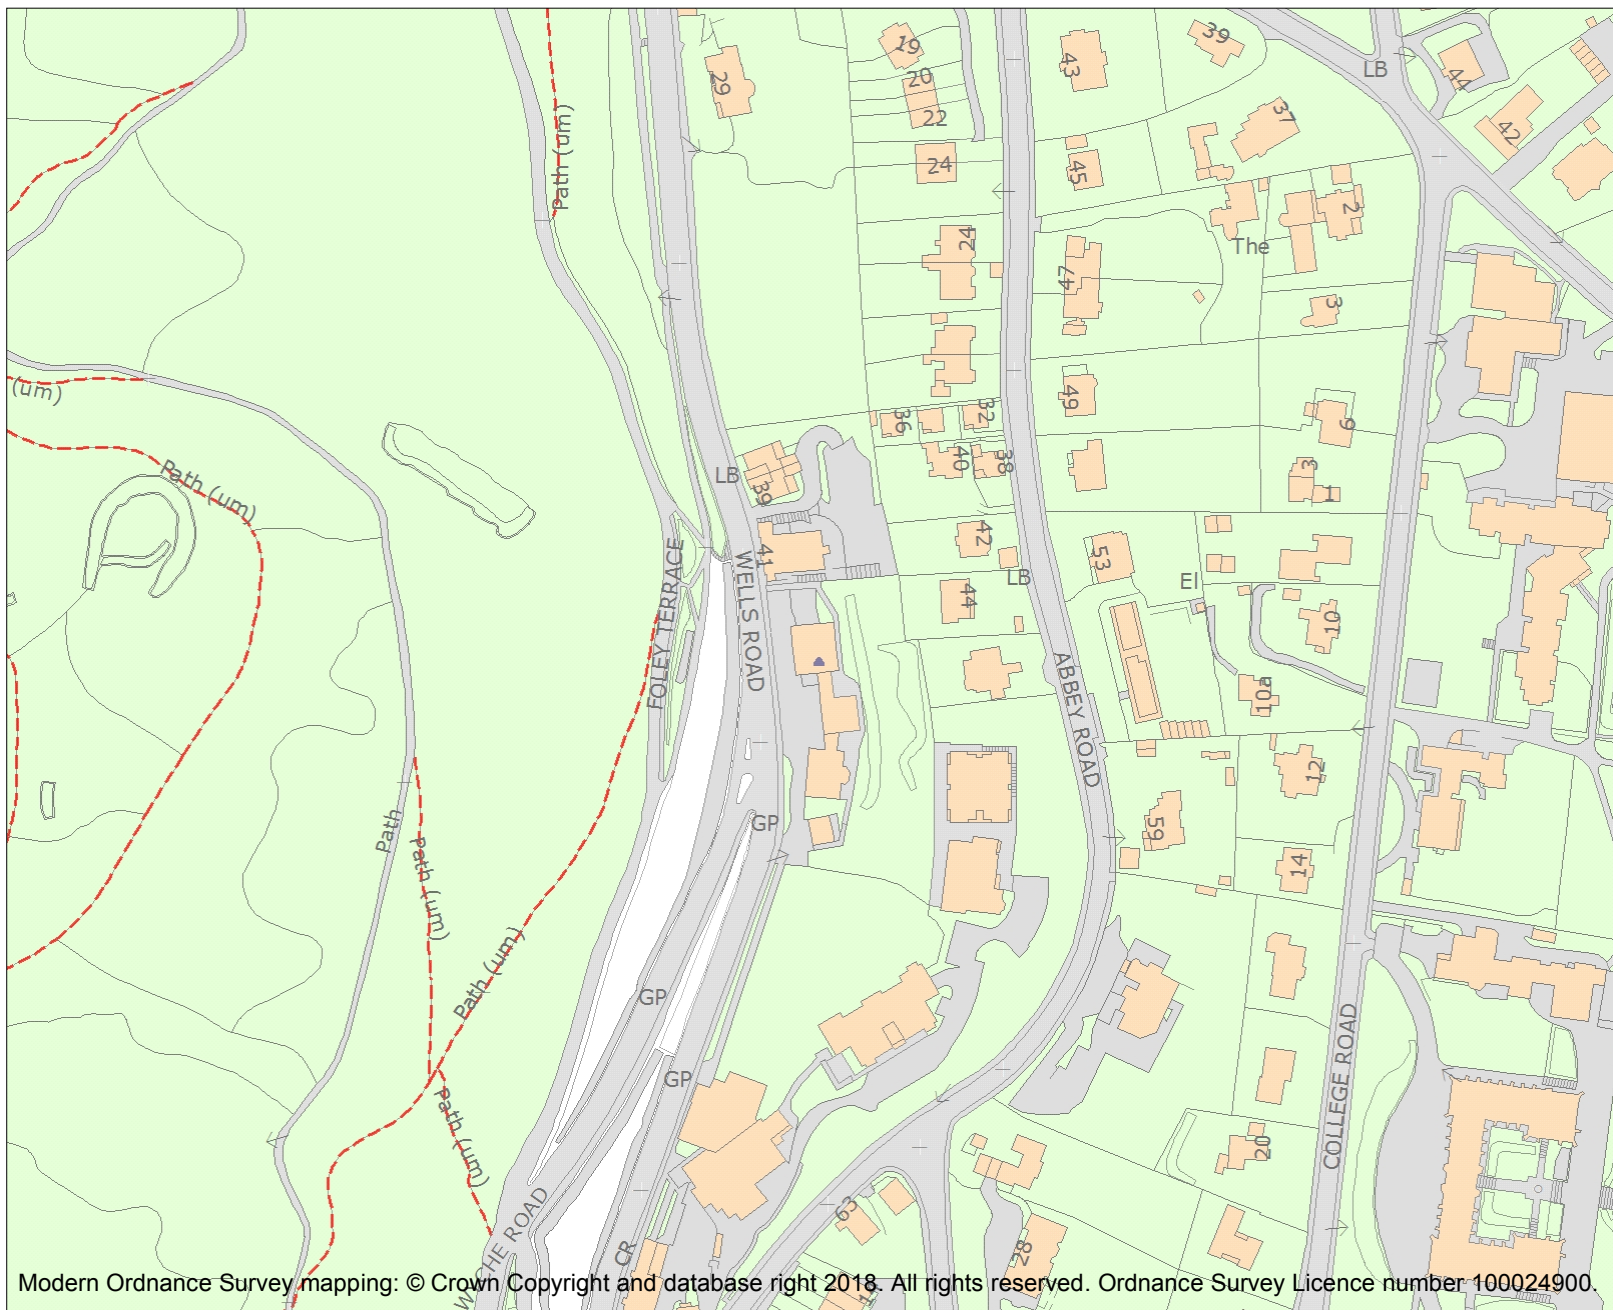 19
39
43
LB
44
29
20
37
22
42
Path (um)
24
45
2
24
The
47
3
(um)
49
36
32
6
Path (um)
LB
39
40
38
3
1
41
42
53
FOLEY TERRACE
WELLS ROAD
LB
44
El
10
10a
ABBEY ROAD
12
Path
GP
59
14
Path (um)
Path (um)
GP
GP
COLLEGE ROAD
Path (um)
20
WYCHE ROAD
63
CR
28
Modern Ordnance Survey mapping: © Crown Copyright and database right 2018. All rights reserved. Ordnance Survey Licence number 100024900.